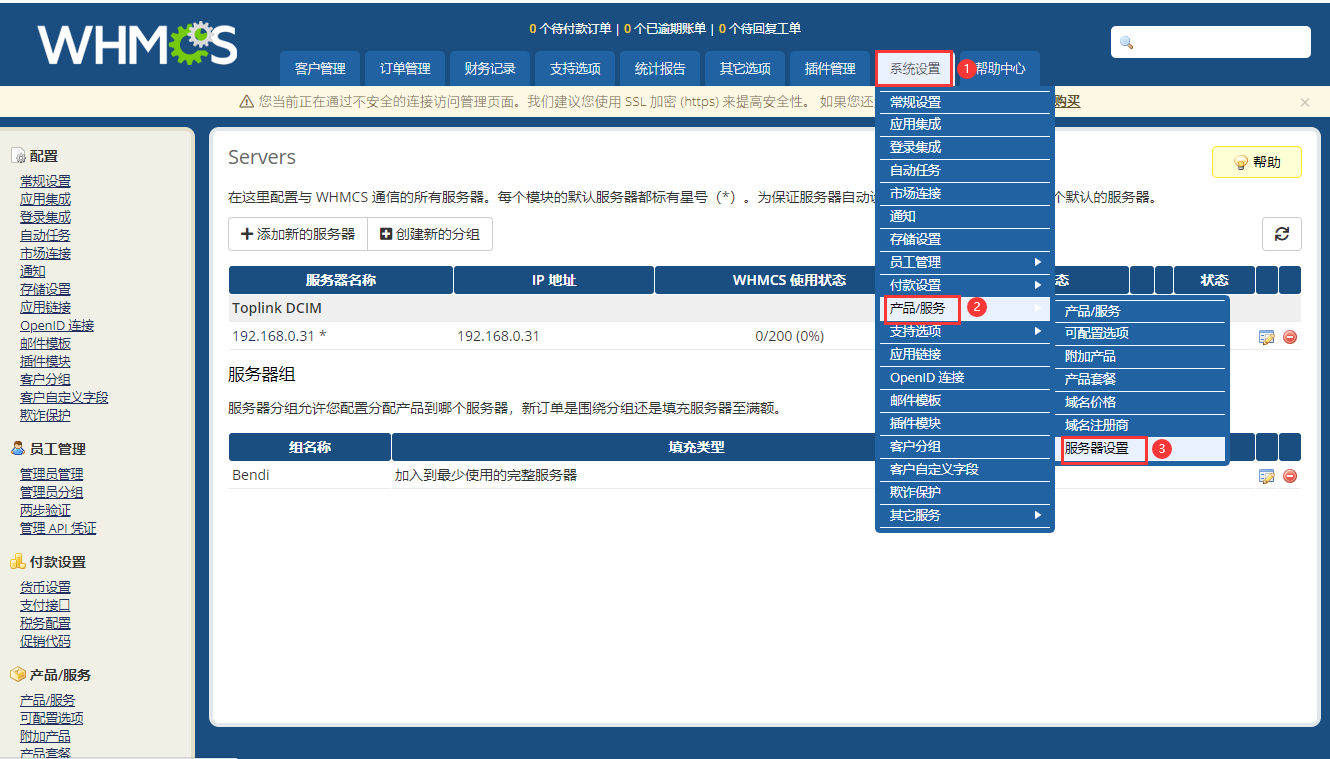 WHMCS
0 个待付款订单 | 0 个已逾期账单 | 0 个待回复工单
客户管理 订单管理 财务记录 支持选项 统计报告 其它选项 插件管理 系统设置 1 帮助中心
您当前正在通过不安全的连接访问管理页面。我们建议您使用 SSL 加密 (https) 来提高安全性。 如果您还 购买 ×
常规设置
应用集成
登录集成
自动任务
市场连接
通知
存储设置
员工管理
付款设置
产品/服务 2
支持选项
应用链接
OpenID 连接
邮件模板
插件模块
客户分组
客户自定义字段
欺诈保护
其它服务
产品/服务
可配置选项
附加产品
产品套餐
域名价格
域名注册商
服务器设置 3
配置
常规设置
应用集成
登录集成
自动任务
市场连接
通知
存储设置
应用链接
OpenID 连接
邮件模板
插件模块
客户分组
客户自定义字段
欺诈保护
员工管理
管理员管理
管理员分组
两步验证
管理 API 凭证
付款设置
货币设置
支付接口
税务配置
促销代码
产品/服务
产品/服务
可配置选项
附加产品
产品套餐
Servers
帮助
在这里配置与 WHMCS 通信的所有服务器。每个模块的默认服务器都标有星号（*）。为保证服务器自动 个默认的服务器。
添加新的服务器 创建新的分组
服务器名称 IP 地址 WHMCS 使用状态 态 状态
Toplink DCIM
192.168.0.31 * 192.168.0.31 0/200 (0%)
服务器组
服务器分组允许您配置分配产品到哪个服务器，新订单是围绕分组还是填充服务器至满额。
组名称 填充类型
Bendi 加入到最少使用的完整服务器